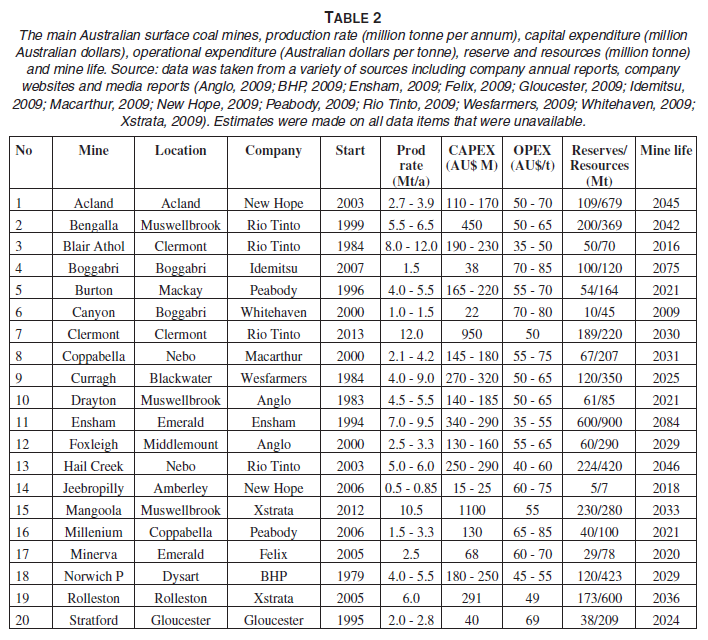 TABLE 2
The main Australian surface coal mines, production rate (million tonne per annum), capital expenditure (million
Australian dollars), operational expenditure (Australian dollars per tonne), reserve and resources (million tonne)
and mine life. Source: data was taken from a variety of sources including company annual reports, company
websites and media reports (Anglo, 2009; BHP, 2009; Ensham, 2009; Felix, 2009; Gloucester, 2009; Idemitsu,
2009; Macarthur, 2009; New Hope, 2009; Peabody, 2009; Rio Tinto, 2009; Wesfarmers, 2009; Whitehaven, 2009;
Xstrata, 2009). Estimates were made on all data items that were unavailable.
No Mine Location Company Start Prod CAPEX OPEX Reserves/ Mine life
rate (AU$ M) (AU$/t) Resources
(Mt/a) (Mt)
1 Acland Acland New Hope 2003 2.7 - 3.9 110 - 170 50 - 70 109/679 2045
2 Bengalla Muswellbrook Rio Tinto 1999 5.5 - 6.5 450 50 - 65 200/369 2042
3 Blair Athol Clermont Rio Tinto 1984 8.0 - 12.0 190 - 230 35 - 50 50/70 2016
4 Boggabri Boggabri Idemitsu 2007 1.5 38 70 - 85 100/120 2075
5 Burton Mackay Peabody 1996 4.0 - 5.5 165 - 220 55 - 70 54/164 2021
6 Canyon Boggabri Whitehaven 2000 1.0 - 1.5 22 70 - 80 10/45 2009
7 Clermont Clermont Rio Tinto 2013 12.0 950 50 189/220 2030
8 Coppabella Nebo Macarthur 2000 2.1 - 4.2 145 - 180 55 - 75 67/207 2031
9 Curragh Blackwater Wesfarmers 1984 4.0 - 9.0 270 - 320 50 - 65 120/350 2025
10 Drayton Muswellbrook Anglo 1983 4.5 - 5.5 140 - 185 50 - 65 61/85 2021
11 Ensham Emerald Ensham 1994 7.0 - 9.5 340 - 290 35 - 55 600/900 2084
12 Foxleigh Middlemount Anglo 2000 2.5 - 3.3 130 - 160 55 - 65 60/290 2029
13 Hail Creek Nebo Rio Tinto 2003 5.0 - 6.0 250 - 290 40 - 60 224/420 2046
14 Jeebropilly Amberley New Hope 2006 0.5 - 0.85 15 - 25 60 - 75 5/7 2018
15 Mangoola Muswellbrook Xstrata 2012 10.5 1100 55 230/280 2033
16 Millenium Coppabella Peabody 2006 1.5 - 3.3 130 65 - 85 40/100 2021
17 Minerva Emerald Felix 2005 2.5 68 60 - 70 29/78 2020
18 Norwich P Dysart BHP 1979 4.0 - 5.5 180 - 250 45 - 55 120/423 2029
19 Rolleston Rolleston Xstrata 2005 6.0 291 49 173/600 2036
20 Stratford Gloucester Gloucester 1995 2.0 - 2.8 40 69 38/209 2024